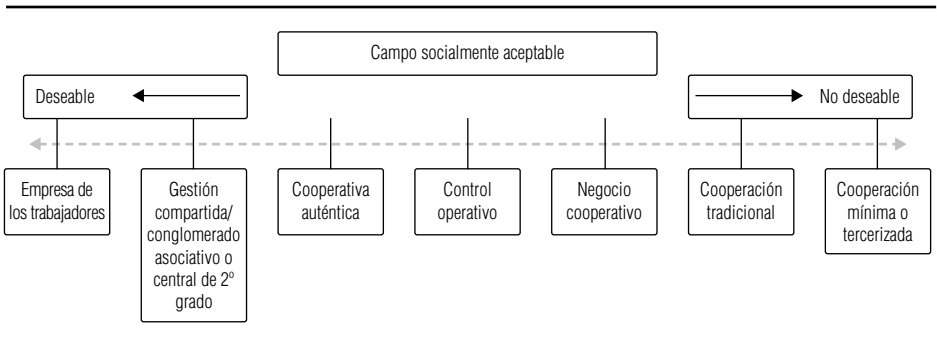 Campo socialmente aceptable
Deseable
No deseable
Empresa de
los trabajadores
Gestión
compartida/
conglomerado
asociativo o
central de 2º
grado
Cooperativa
auténtica
Control
operativo
Negocio
cooperativo
Cooperación
tradicional
Cooperación
mínima o
tercerizada